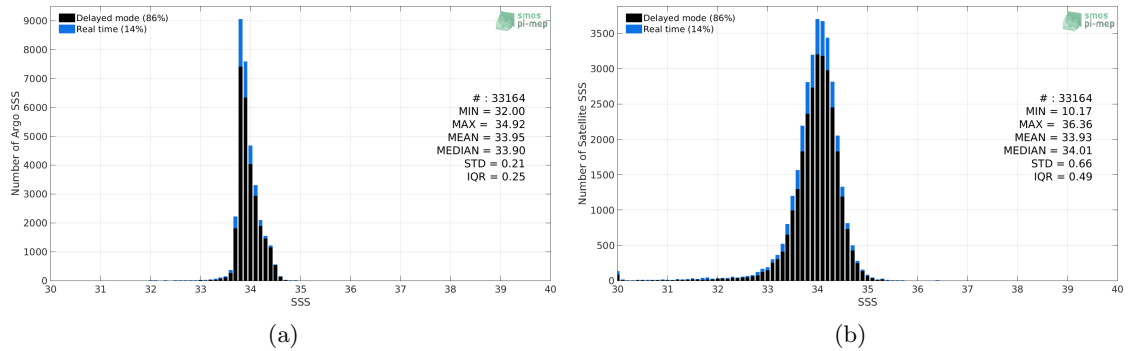 Delayed mode (86%)
Real time (14%)
smos
pi-mep
9000
8000
7000
6000
5000
4000
3000
2000
1000
0
Number of Argo SSS
# : 33164
MIN = 32.00
MAX = 34.92
MEAN = 33.95
MEDIAN = 33.90
STD = 0.21
IQR = 0.25
30 31 32 33 34 35 36 37 38 39 40
SSS
(a)
Delayed mode (86%)
Real time (14%)
smos
pi-mep
3500
3000
2500
2000
1500
1000
500
0
Number of Satellite SSS
# : 33164
MIN = 10.17
MAX = 36.36
MEAN = 33.93
MEDIAN = 34.01
STD = 0.66
IQR = 0.49
30 31 32 33 34 35 36 37 38 39 40
SSS
(b)